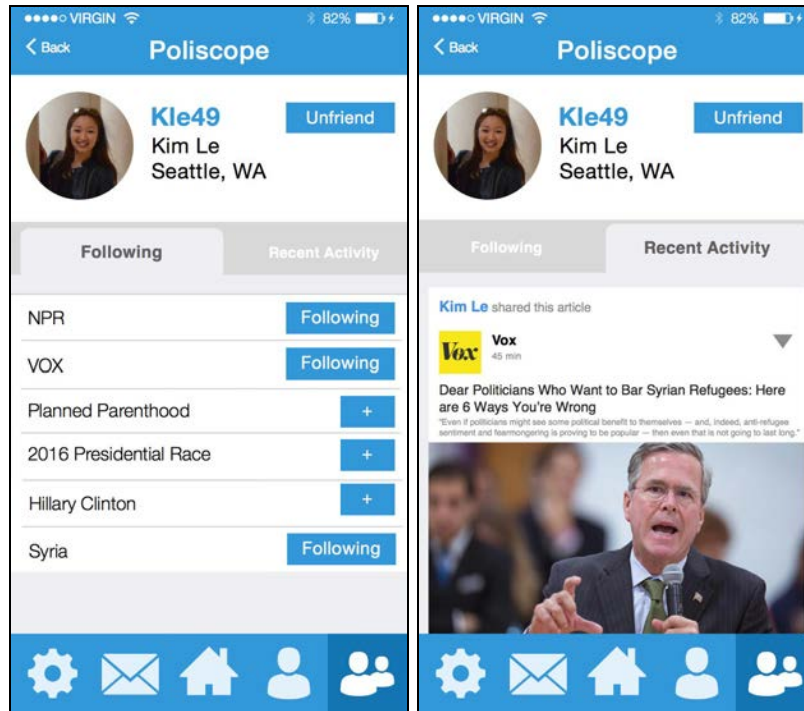 VIRGIN 82%
Back Poliscope
Kle49 Unfriend
Kim Le
Seattle, WA
Following Recent Activity
NPR Following
VOX Following
Planned Parenthood +
2016 Presidential Race +
Hillary Clinton +
Syria Following
VIRGIN 82%
Back Poliscope
Kle49 Unfriend
Kim Le
Seattle, WA
Following Recent Activity
Kim Le shared this article
Vox Vox
45 min
Dear Politicians Who Want to Bar Syrian Refugees: Here
are 6 Ways You're Wrong
"Even if politicians might see some political benefit to themselves — and, indeed, anti-refugee
sentiment and fearmongering is proving to be popular — then even that is not going to last long."